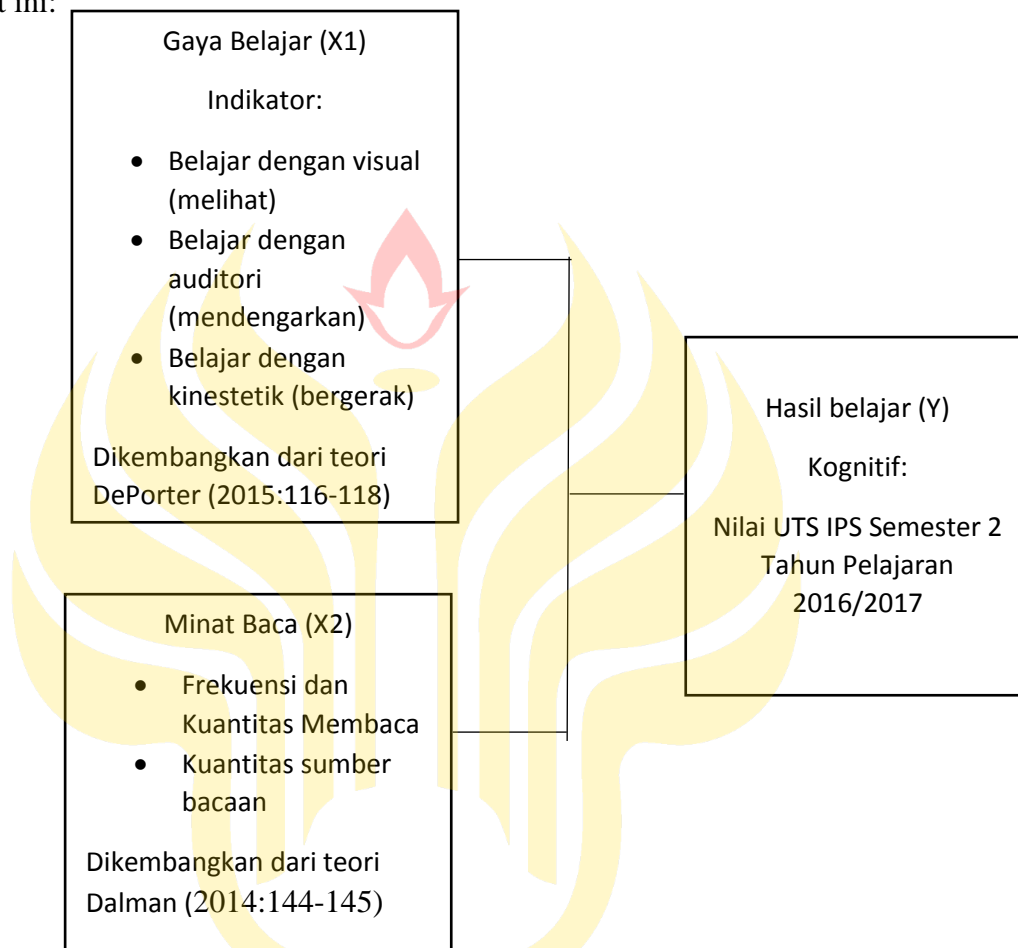 t ini:
Gaya Belajar (X1)
Indikator:
• Belajar dengan visual
(melihat)
• Belajar dengan
auditori
(mendengarkan)
• Belajar dengan
kinestetik (bergerak)
Dikembangkan dari teori
DePorter (2015:116-118)
Minat Baca (X2)
• Frekuensi dan
Kuantitas Membaca
• Kuantitas sumber
bacaan
Dikembangkan dari teori
Dalman (2014:144-145)
Hasil belajar (Y)
Kognitif:
Nilai UTS IPS Semester 2
Tahun Pelajaran
2016/2017